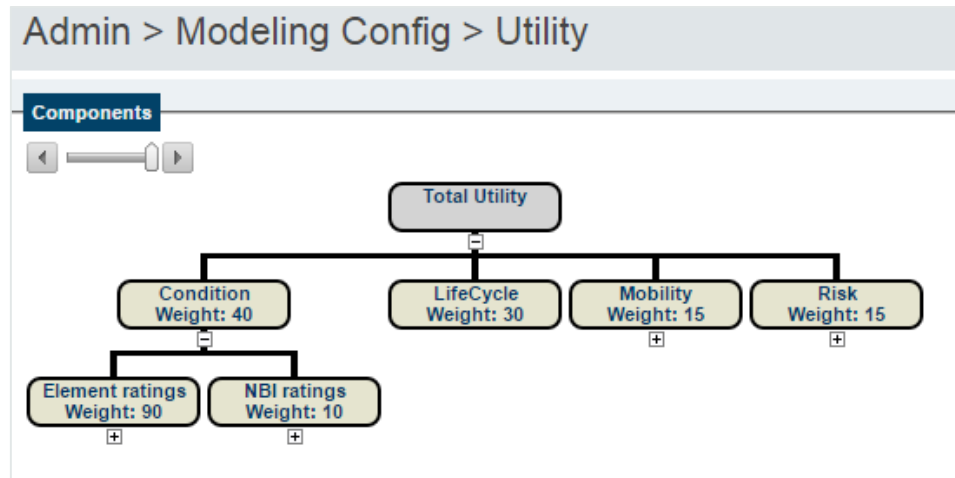 Admin > Modeling Config > Utility
Components
Total Utility
Condition
Weight: 40
LifeCycle
Weight: 30
Mobility
Weight: 15
Risk
Weight: 15
Element ratings
Weight: 90
NBI ratings
Weight: 10